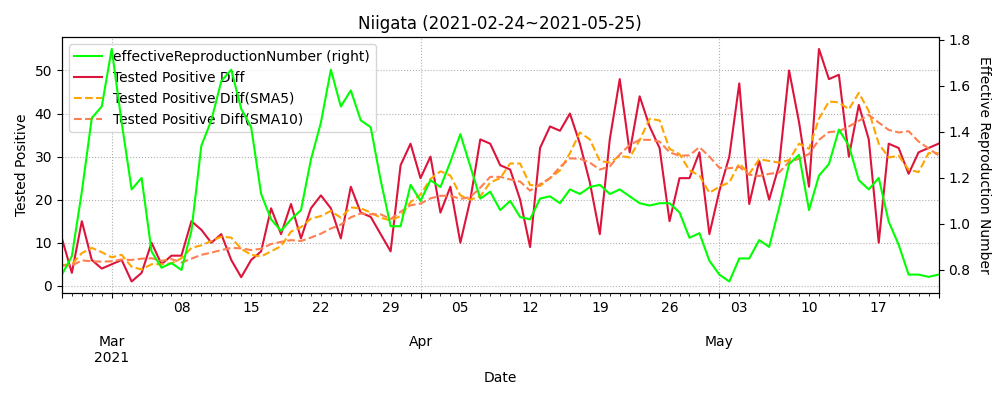 Niigata (2021-02-24~2021-05-25)
effectiveReproductionNumber (right)
Tested Positive Diff
Tested Positive Diff(SMA5)
Tested Positive Diff(SMA10)
Tested Positive
50
40
30
20
10
0
1.8
1.6
1.4
1.2
1.0
0.8
Effective Reproduction Number
08 15 22 29 05 12 19 26 03 10 17
Mar Apr May
2021
Date